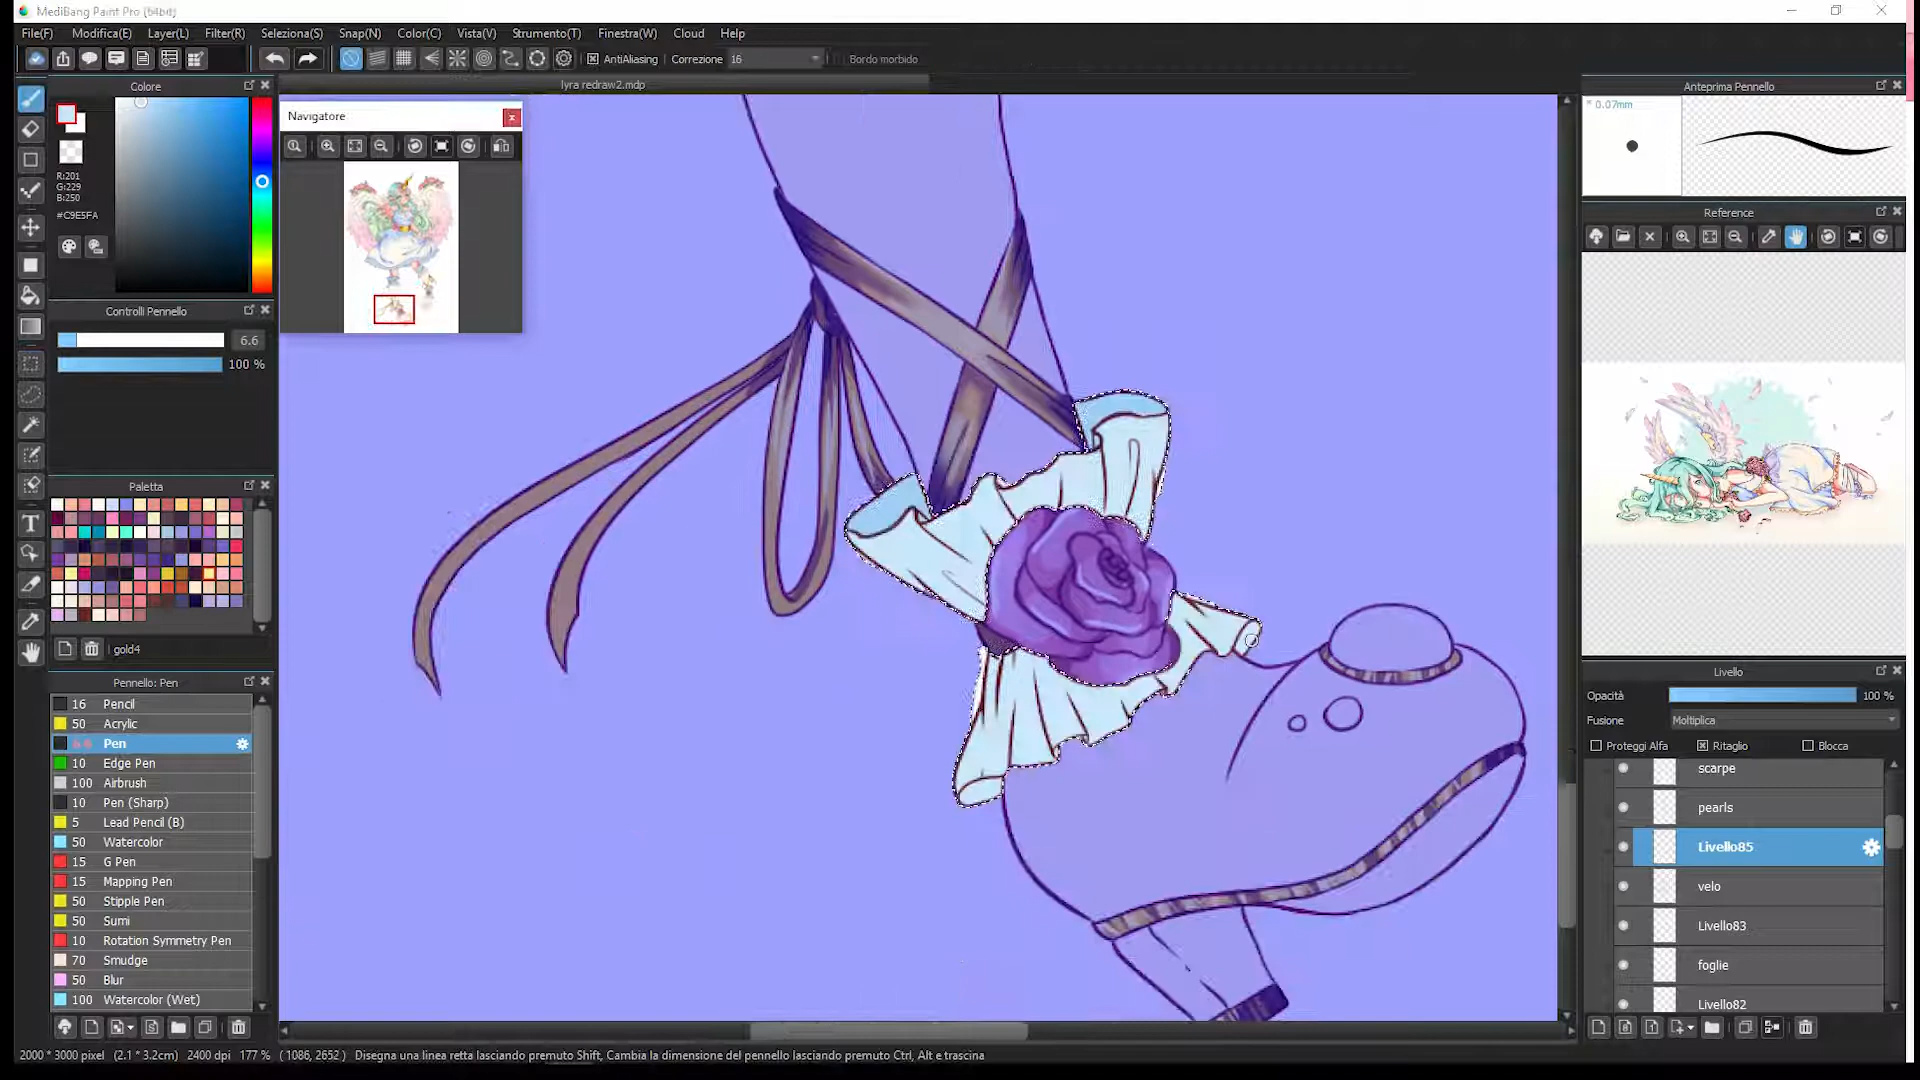 MediBang Paint Pro (64bit)
File(F) Modifica(E) Layer(L) Filter(R) Seleziona(S) Snap(N) Color(C) Vista(V) Strumento(T) Finestra(W) Cloud Help
AntiAliasing Correzione 16 Bordo morbido
Colore
lyra redraw2.mdp
Anteprima Pennello
Navigatore
0.07mm
R:201
G:229
B:250
#C9E5FA
Reference
Controlli Pennello
6.6
100 %
Paletta
T
gold4
Pennello: Pen
16 Pencil
50 Acrylic
Pen
10 Edge Pen
100 Airbrush
10 Pen (Sharp)
5 Lead Pencil (B)
50 Watercolor
15 G Pen
15 Mapping Pen
50 Stipple Pen
50 Sumi
10 Rotation Symmetry Pen
70 Smudge
50 Blur
100 Watercolor (Wet)
Livello
Opacità 100 %
Fusione Moltiplica
Proteggi Alfa Ritaglio Blocca
scarpe
pearls
Livello85
velo
Livello83
foglie
Livello82
2000 * 3000 pixel (2.1 * 3.2cm) 2400 dpi 177 % (1086, 2652 ) Disegna una linea retta lasciando premuto Shift, Cambia la dimensione del pennello lasciando premuto Ctrl, Alt e trascina